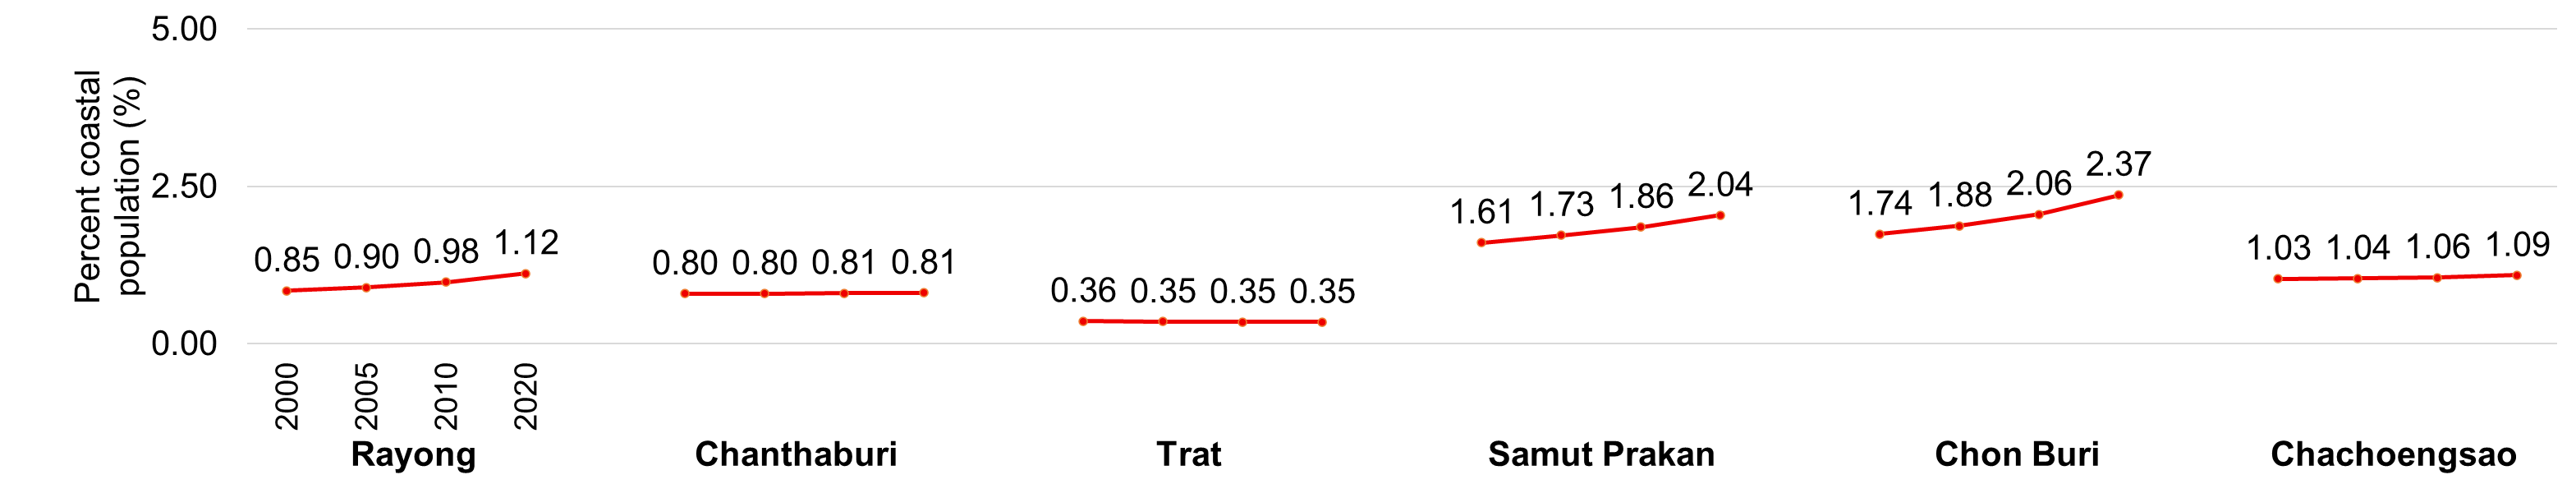 Percent coastal
population (%)
5.00
2.50
0.00
0.85 0.90 0.98 1.12
0.80 0.80 0.81 0.81
0.36 0.35 0.35 0.35
1.61 1.73 1.86 2.04
1.74 1.88 2.06 2.37
1.03 1.04 1.06 1.09
2000
2005
2010
2020
Rayong
Chanthaburi
Trat
Samut Prakan
Chon Buri
Chachoengsao